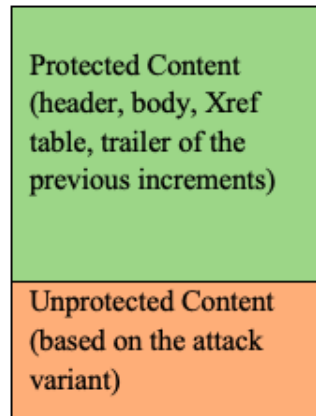 Protected Content
(header, body, Xref
table, trailer of the
previous increments)
Unprotected Content
(based on the attack
variant)